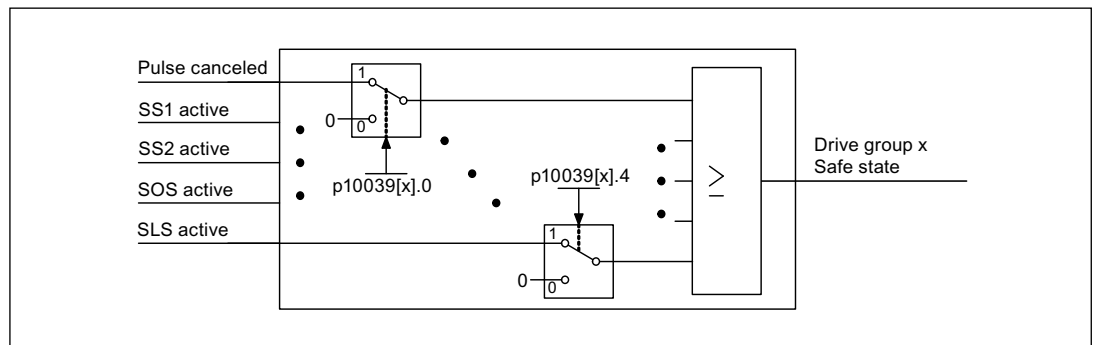 Pulse canceled
SS1 active
SS2 active
SOS active
SLS active
1
0
0
p10039[x].0
p10039[x].4
1
0
0
≥
Drive group x
Safe state